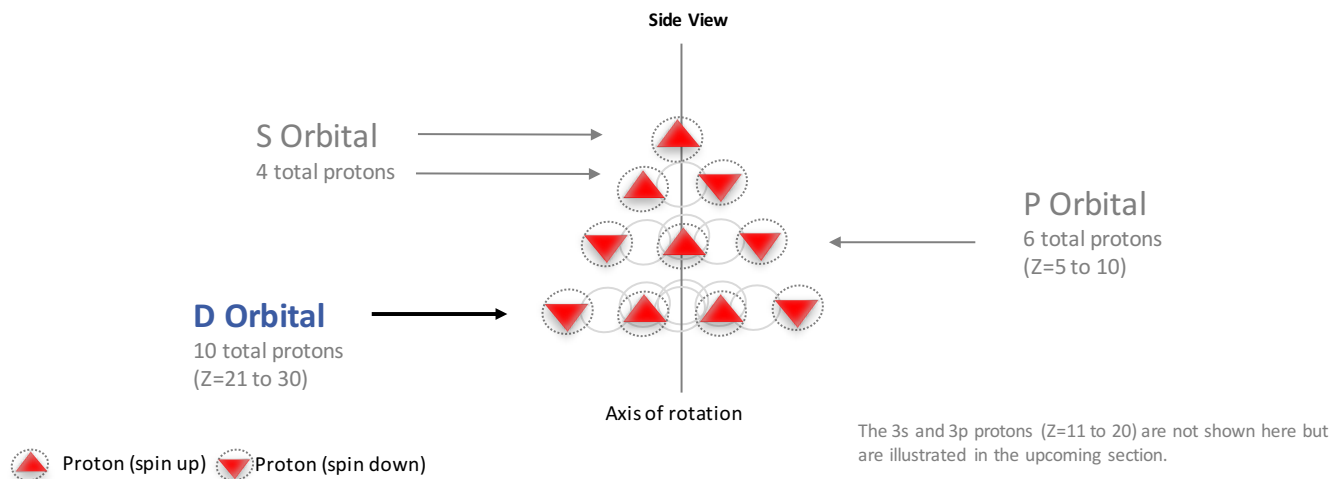 Side View
S Orbital
4 total protons
P Orbital
6 total protons
(Z=5 to 10)
D Orbital
10 total protons
(Z=21 to 30)
Axis of rotation
The 3s and 3p protons (Z=11 to 20) are not shown here but
are illustrated in the upcoming section.
Proton (spin up) Proton (spin down)